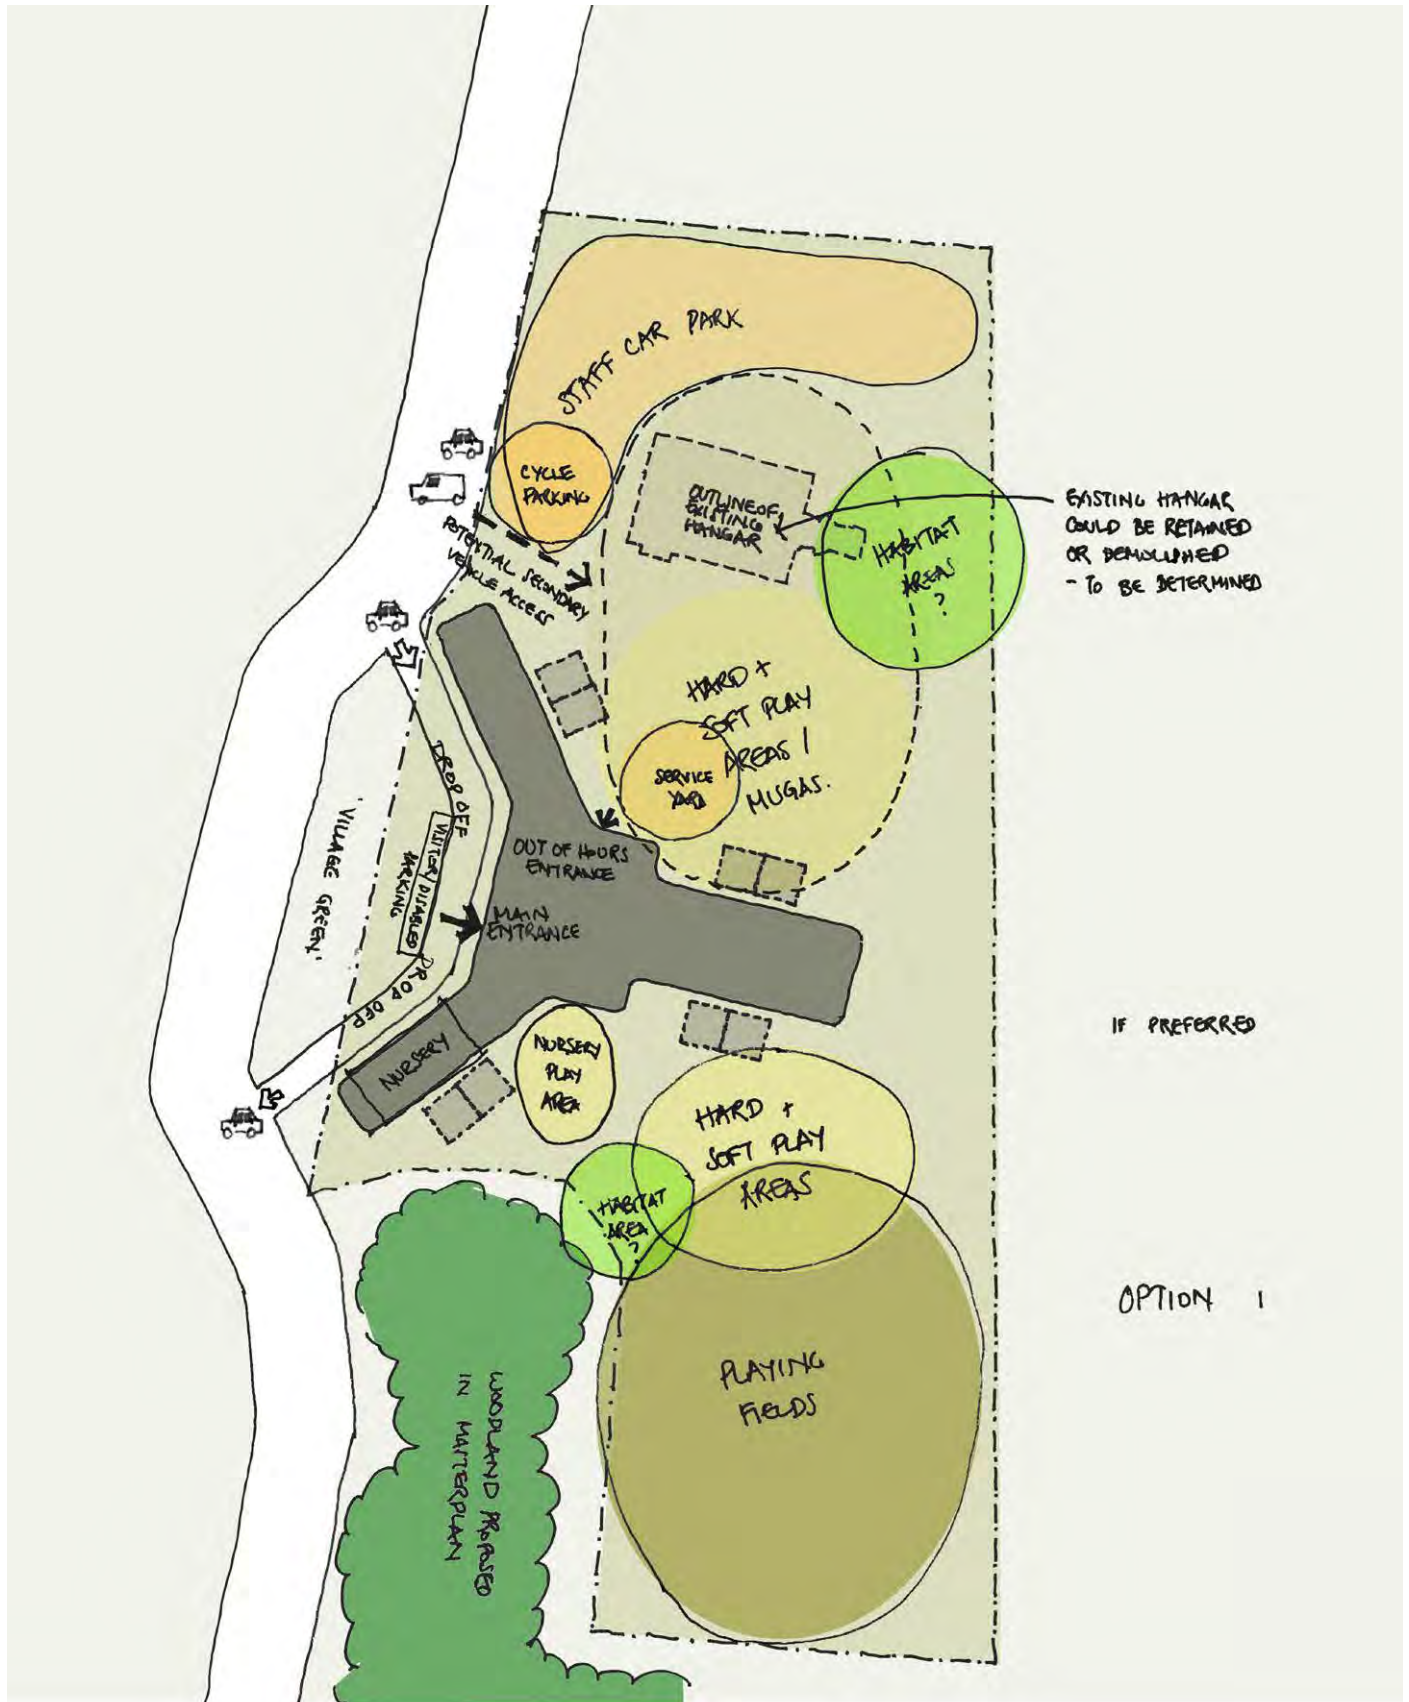 STAFF CAR PARK
CYCLE
PARKING
OUTLINE OF
EXISTING
HANGAR
HABITAT
AREAS
?
EXISTING HANGAR
COULD BE RETAINED
OR DEMOLISHED
- TO BE DETERMINED
POTENTIAL SECONDARY
VEHICLE ACCESS
HARD +
SOFT PLAY
AREAS /
MUGAS.
SERVICE
YARD
DROP OFF
VISITOR/DISABLED
PARKING
'VILLAGE GREEN'
OUT OF HOURS
ENTRANCE
MAIN
ENTRANCE
DROP OFF
NURSERY
NURSERY
PLAY
AREA
IF PREFERRED
HARD +
SOFT PLAY
AREAS
HABITAT
AREA
?
OPTION 1
PLAYING
FIELDS
WOODLAND PROPOSED
IN MASTERPLAN